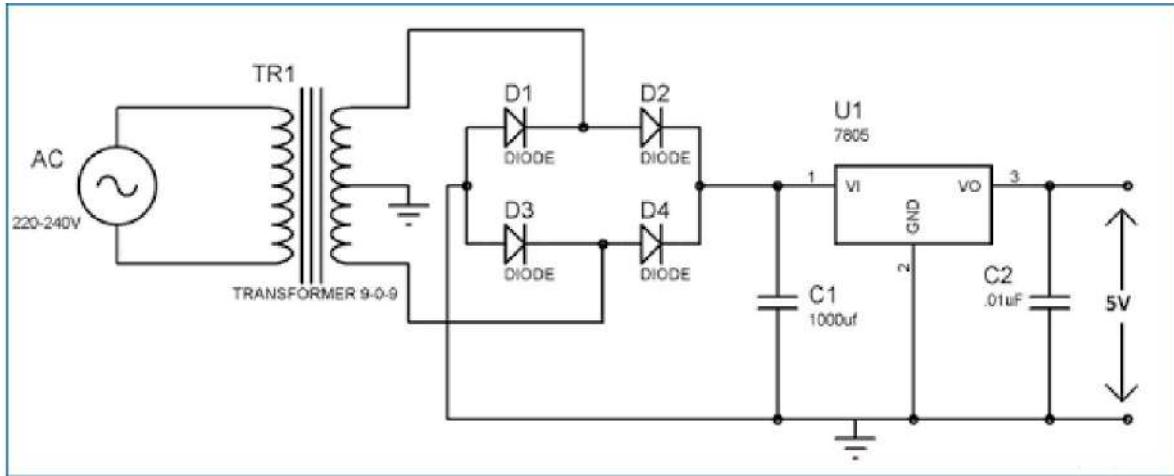 TR1
D1
D2
U1
7805
DIODE
DIODE
AC
1
VI
VO
3
GND
D3
D4
220-240V
2
DIODE
DIODE
C1
C2
TRANSFORMER 9-0-9
1000uf
.01uF
5V